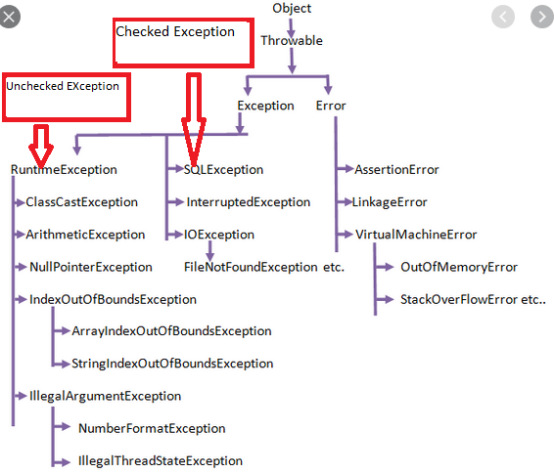 Object
Checked Exception
Throwable
Unchecked EXception
Exception Error
RuntimeException SQLException AssertionError
ClassCastException InterruptedException LinkageError
ArithmeticException IOException VirtualMachineError
NullPointerException FileNotFoundException etc. OutOfMemoryError
IndexOutOfBoundsException StackOverFlowError etc..
ArrayIndexOutOfBoundsException
StringIndexOutOfBoundsException
IllegalArgumentException
NumberFormatException
IllegalThreadStateException